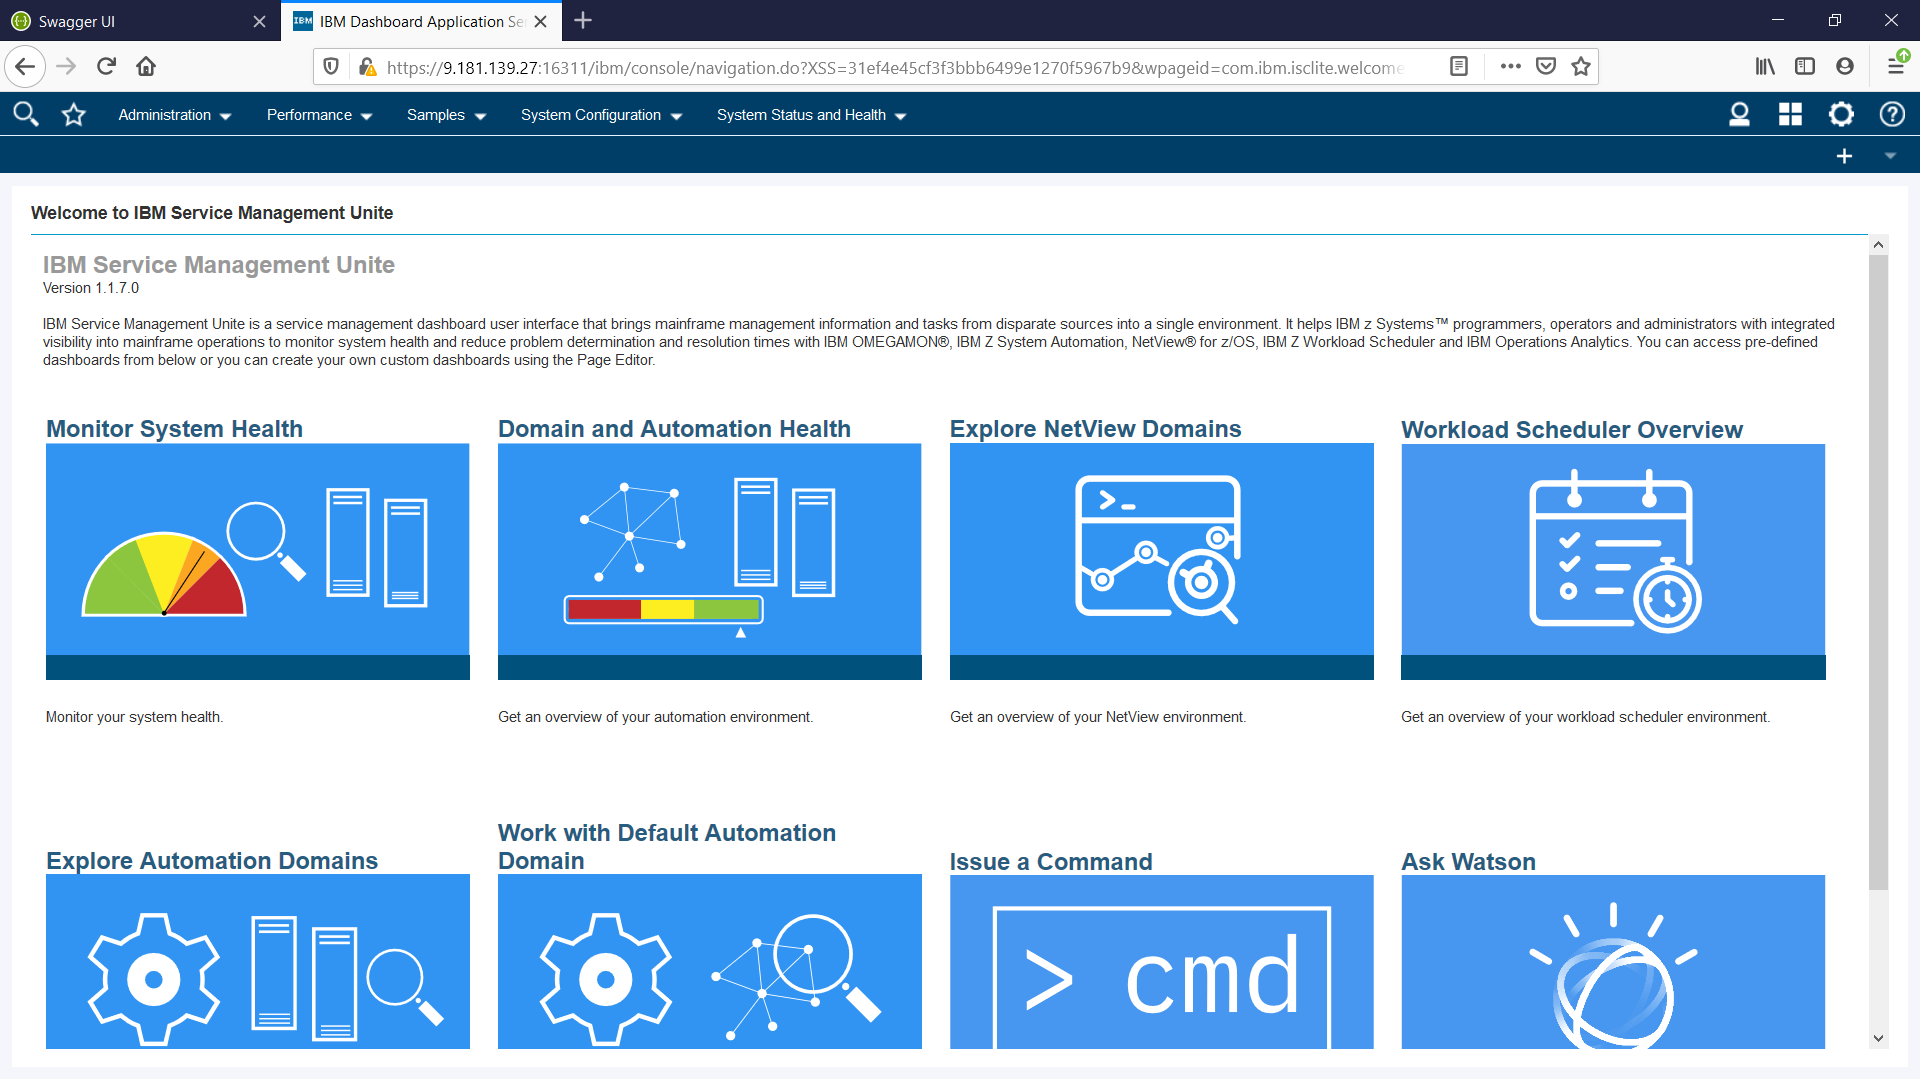 Swagger UI
IBM IBM Dashboard Application Se
https://9.181.139.27:16311/ibm/console/navigation.do?XSS=31ef4e45cf3f3bbb6499e1270f5967b9&wpageid=com.ibm.isclite.welcome
Administration Performance Samples System Configuration System Status and Health
Welcome to IBM Service Management Unite
IBM Service Management Unite
Version 1.1.7.0
IBM Service Management Unite is a service management dashboard user interface that brings mainframe management information and tasks from disparate sources into a single environment. It helps IBM z Systems™ programmers, operators and administrators with integrated
visibility into mainframe operations to monitor system health and reduce problem determination and resolution times with IBM OMEGAMON®, IBM Z System Automation, NetView® for z/OS, IBM Z Workload Scheduler and IBM Operations Analytics. You can access pre-defined
dashboards from below or you can create your own custom dashboards using the Page Editor.
Monitor System Health
Domain and Automation Health
Explore NetView Domains
Workload Scheduler Overview
Monitor your system health.
Get an overview of your automation environment.
Get an overview of your NetView environment.
Get an overview of your workload scheduler environment.
Explore Automation Domains
Work with Default Automation
Domain
Issue a Command
Ask Watson
> cmd